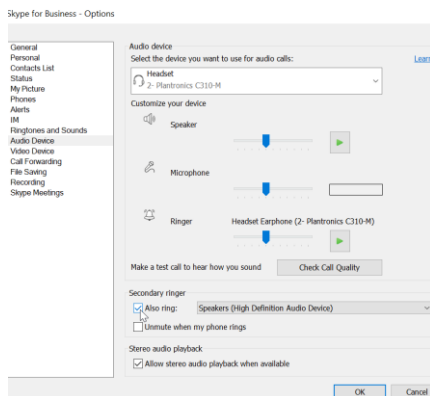 Skype for Business - Options
General
Personal
Contacts List
Status
My Picture
Phones
Alerts
IM
Ringtones and Sounds
Audio Device
Video Device
Call Forwarding
File Saving
Recording
Skype Meetings
Audio device
Select the device you want to use for audio calls:
Lear
Headset
2- Plantronics C310-M
Customize your device
Speaker
Microphone
Ringer
Headset Earphone (2- Plantronics C310-M)
Make a test call to hear how you sound
Check Call Quality
Secondary ringer
Also ring:
Speakers (High Definition Audio Device)
Unmute when my phone rings
Stereo audio playback
Allow stereo audio playback when available
OK
Cancel